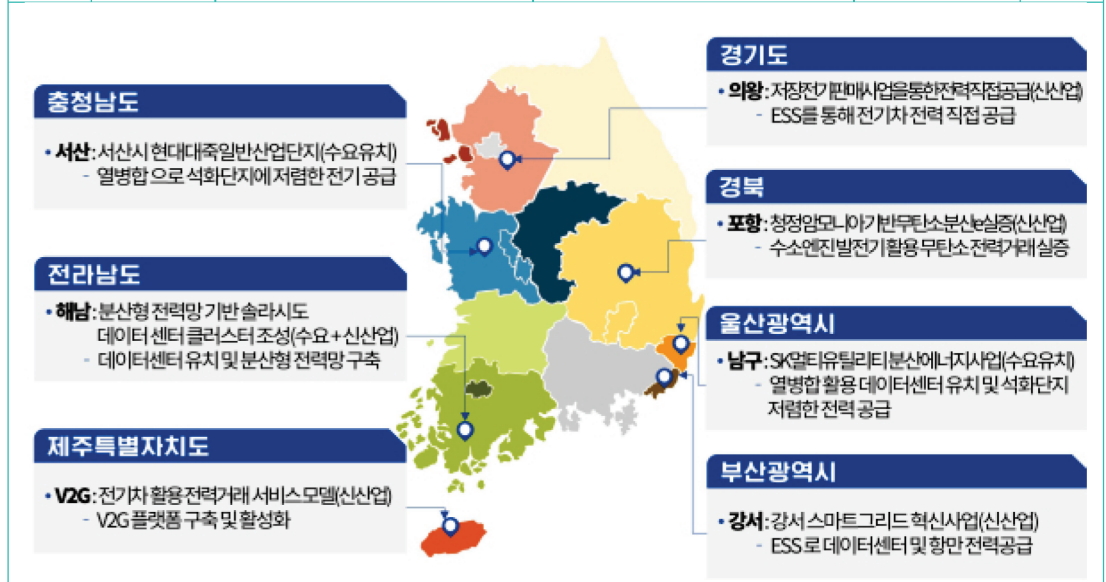 충청남도
• 서산 : 서산시 현대대죽일반산업단지(수요유치)
- 열병합으로 석화단지에 저렴한 전기 공급
전라남도
• 해남 : 분산형 전력망 기반 솔라시도
데이터 센터 클러스터 조성(수요 + 신산업)
- 데이터센터 유치 및 분산형 전력망 구축
제주특별자치도
• V2G : 전기차 활용 전력거래 서비스 모델(신산업)
- V2G 플랫폼 구축 및 활성화
경기도
• 의왕 : 저장전기판매사업을통한전력직접공급(신산업)
- ESS를 통해 전기차 전력 직접 공급
경북
• 포항 : 청정암모니아기반무탄소분산e실증(신산업)
- 수소엔진발전기 활용 무탄소 전력거래 실증
울산광역시
• 남구 : SK멀티유틸리티 분산에너지사업(수요유치)
- 열병합 활용 데이터센터 유치 및 석화단지
저렴한 전력 공급
부산광역시
• 강서 : 강서 스마트그리드 혁신사업(신산업)
- ESS로 데이터센터 및 항만 전력공급